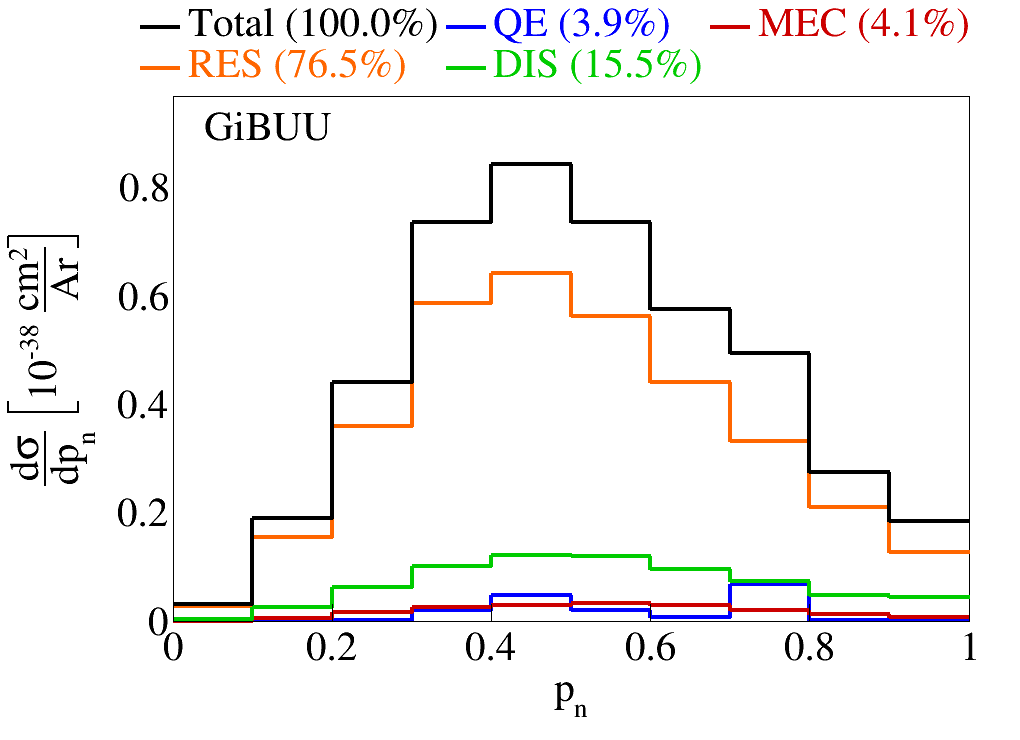 Total (100.0%) QE (3.9%) MEC (4.1%)
RES (76.5%) DIS (15.5%)
GiBUU
0.8
0.6
0.4
0.2
0
0 0.2 0.4 0.6 0.8 1
p_n
dσ/dp_n [10^-38 cm^2/Ar]